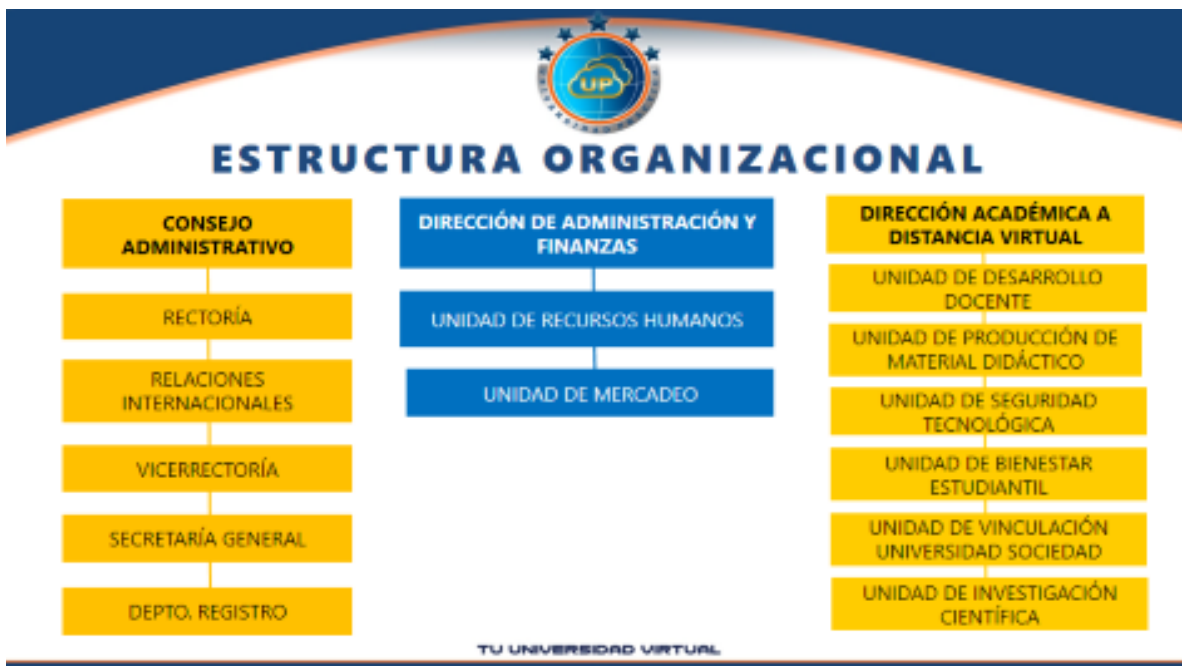 UP
ESTRUCTURA ORGANIZACIONAL
CONSEJO
ADMINISTRATIVO
RECTORÍA
RELACIONES
INTERNACIONALES
VICERRECTORÍA
SECRETARÍA GENERAL
DEPTO. REGISTRO
DIRECCIÓN DE ADMINISTRACIÓN Y
FINANZAS
UNIDAD DE RECURSOS HUMANOS
UNIDAD DE MERCADEO
DIRECCIÓN ACADÉMICA A
DISTANCIA VIRTUAL
UNIDAD DE DESARROLLO
DOCENTE
UNIDAD DE PRODUCCIÓN DE
MATERIAL DIDÁCTICO
UNIDAD DE SEGURIDAD
TECNOLÓGICA
UNIDAD DE BIENESTAR
ESTUDIANTIL
UNIDAD DE VINCULACIÓN
UNIVERSIDAD SOCIEDAD
UNIDAD DE INVESTIGACIÓN
CIENTÍFICA
TU UNIVERSIDAD VIRTUAL